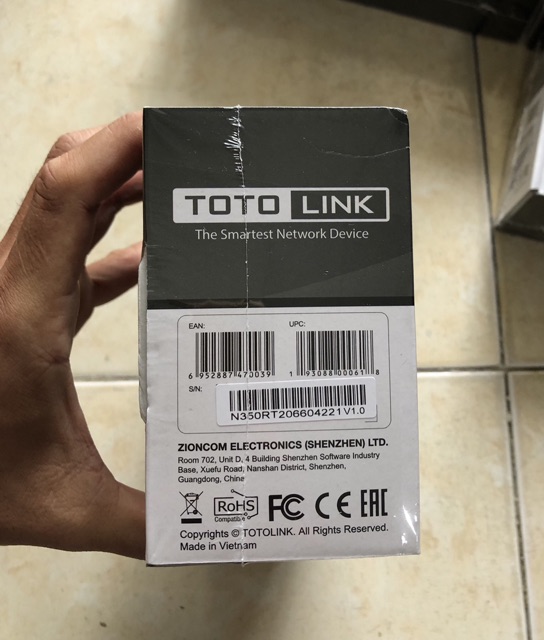 TOTO LINK
The Smartest Network Device
EAN:
UPC:
6 952887 470039
1 93088 00061 8
S/N:
N350RT206604221V1.0
ZIONCOM ELECTRONICS (SHENZHEN) LTD.
Room 702, Unit D, 4 Building Shenzhen Software Industry
Base, Xuefu Road, Nanshan District, Shenzhen,
Guangdong, China
RoHS
Compatible
FC CE EAC
Copyrights © TOTOLINK. All Rights Reserved.
Made in Vietnam